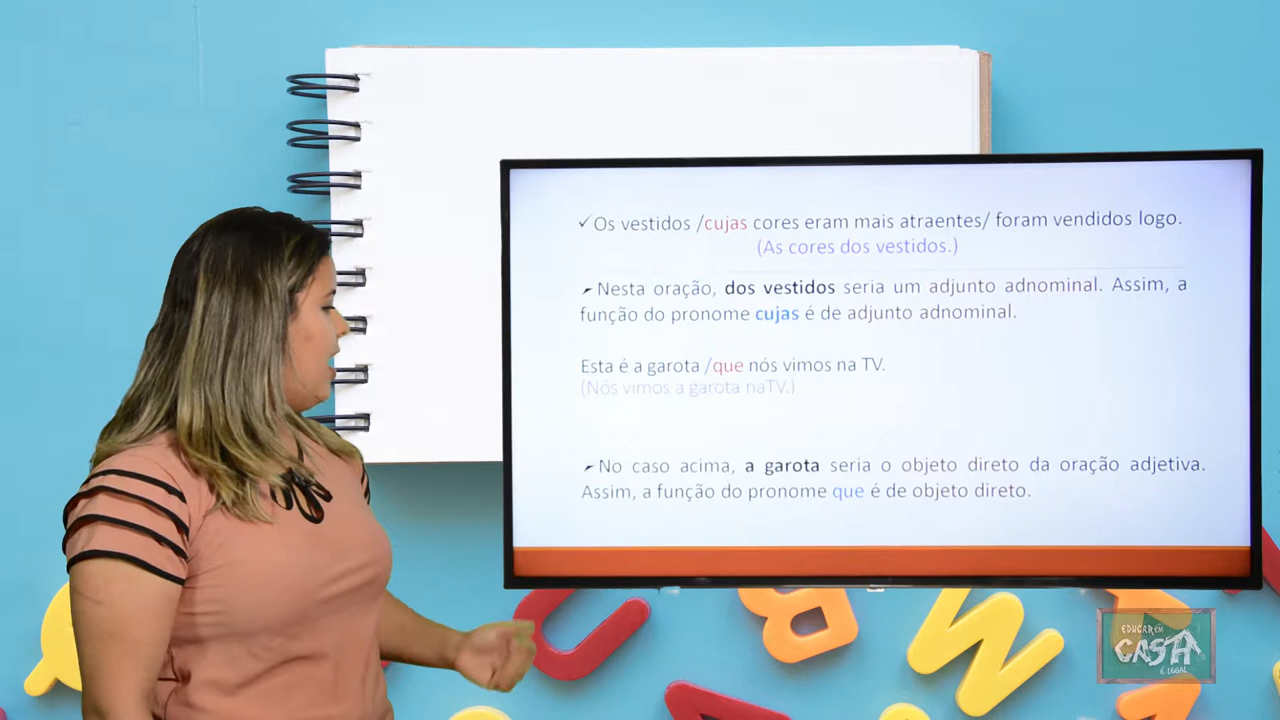 ✓Os vestidos /cujas cores eram mais atraentes/ foram vendidos logo.
(As cores dos vestidos.)
Nesta oração, dos vestidos seria um adjunto adnominal. Assim, a
função do pronome cujas é de adjunto adnominal.
Esta é a garota /que nós vimos na TV.
(Nós vimos a garota naTV.)
No caso acima, a garota seria o objeto direto da oração adjetiva.
Assim, a função do pronome que é de objeto direto.
EDUCAR EM
CASA
É LEGAL